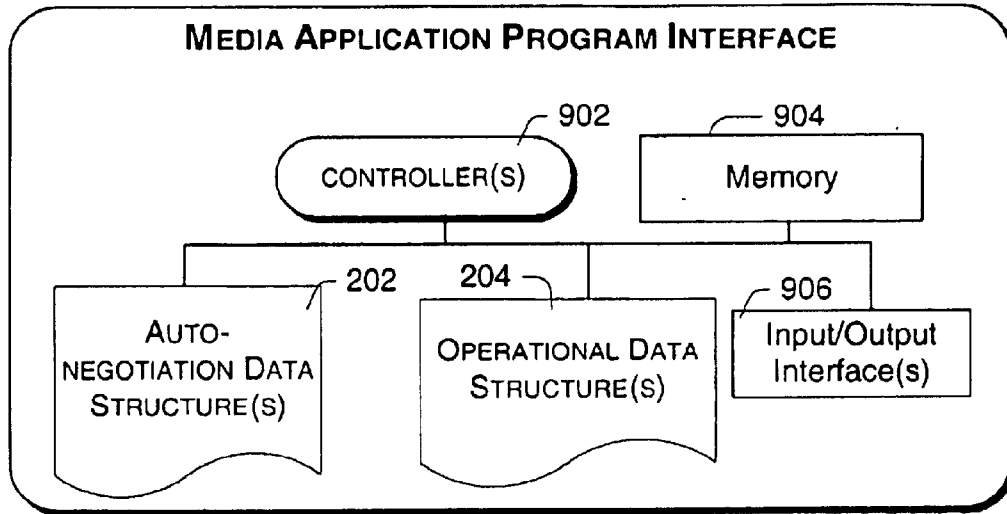 MEDIA APPLICATION PROGRAM INTERFACE
902
904
CONTROLLER(S)
Memory
202
204
906
AUTO-
NEGOTIATION DATA
STRUCTURE(S)
OPERATIONAL DATA
STRUCTURE(S)
Input/Output
Interface(s)